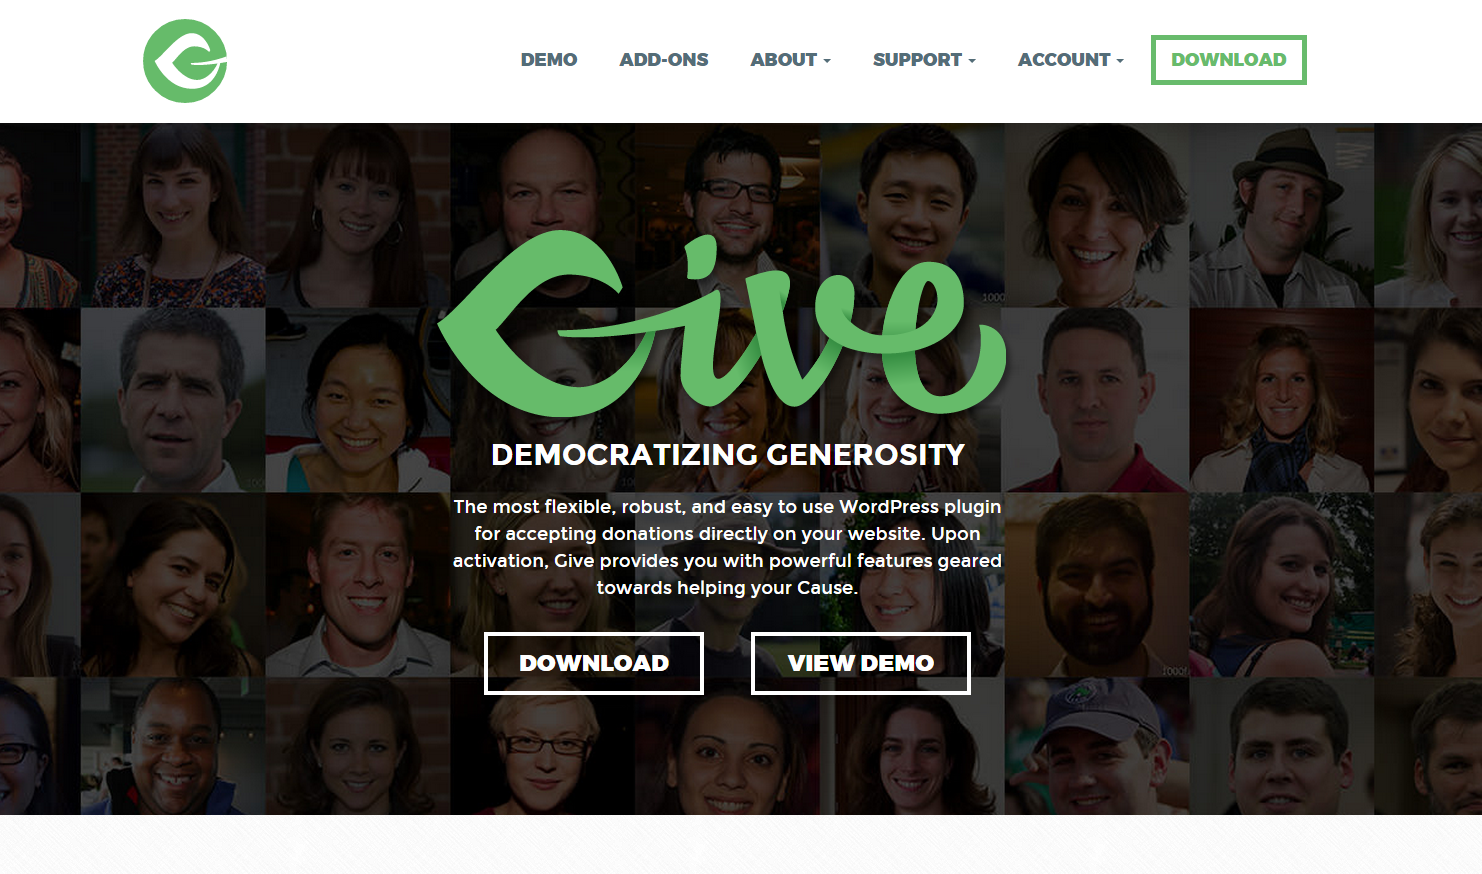 DEMO ADD-ONS ABOUT SUPPORT ACCOUNT DOWNLOAD
Give
DEMOCRATIZING GENEROSITY
The most flexible, robust, and easy to use WordPress plugin
for accepting donations directly on your website. Upon
activation, Give provides you with powerful features geared
towards helping your Cause.
DOWNLOAD VIEW DEMO